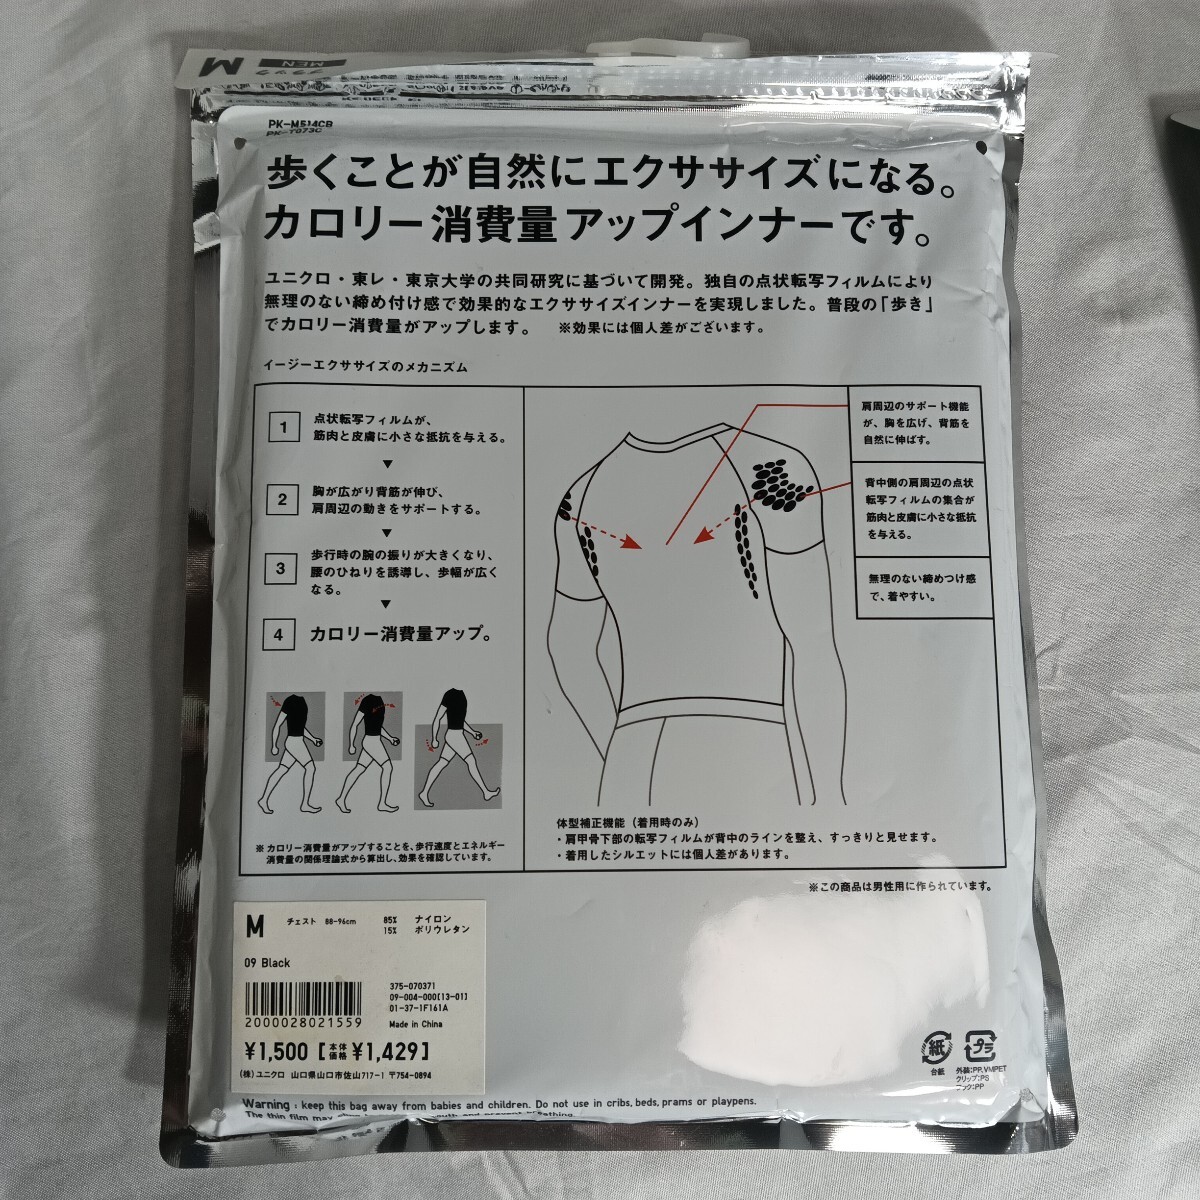 M
ブラック
MEN
PK-M514CB
PK-T073C
歩くことが自然にエクササイズになる。
カロリー消費量アップインナーです。
ユニクロ・東レ・東京大学の共同研究に基づいて開発。独自の点状転写フィルムにより
無理のない締め付け感で効果的なエクササイズインナーを実現しました。普段の「歩き」
でカロリー消費量がアップします。 ※効果には個人差がございます。
イージーエクササイズのメカニズム
1 点状転写フィルムが、
筋肉と皮膚に小さな抵抗を与える。
▼
2 胸が広がり背筋が伸び、
肩周辺の動きをサポートする。
▼
3 歩行時の腕の振りが大きくなり、
腰のひねりを誘導し、歩幅が広く
なる。
▼
4 カロリー消費量アップ。
※カロリー消費量がアップすることを、歩行速度とエネルギー
消費量の関係理論式から算出し、効果を確認しています。
肩周辺のサポート機能
が、胸を広げ、背筋を
自然に伸ばす。
背中側の肩周辺の点状
転写フィルムの集合が
筋肉と皮膚に小さな抵抗
を与える。
無理のない締めつけ感
で、着やすい。
体型補正機能(着用時のみ)
・肩甲骨下部の転写フィルムが背中のラインを整え、すっきりと見せます。
・着用したシルエットには個人差があります。
※この商品は男性用に作られています。
M チェスト 88-96cm 85% ナイロン
15% ポリウレタン
09 Black
375-070371
09-004-000(13-01)
01-37-1F161A
2000028021559
Made in China
¥1,500 [本体価格 ¥1,429]
(株)ユニクロ 山口県山口市佐山717-1 〒754-0894
紙
台紙
プラ
外装:PP,VMPET
クリップ:PS
フック:PP
Warning : keep this bag away from babies and children. Do not use in cribs, beds, prams or playpens.
The thin film may